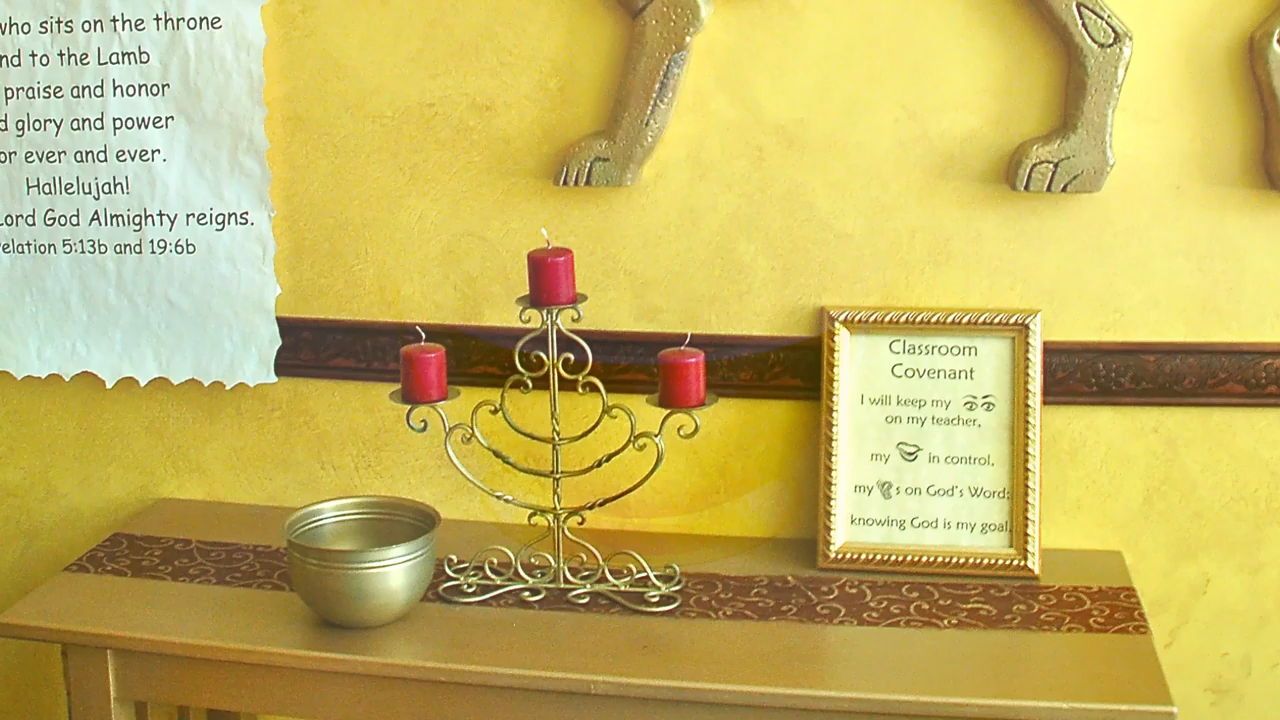 who sits on the throne
nd to the Lamb
praise and honor
d glory and power
or ever and ever.
Hallelujah!
Lord God Almighty reigns.
elation 5:13b and 19:6b
Classroom
Covenant
I will keep my
on my teacher,
my in control,
my s on God's Word;
knowing God is my goal.